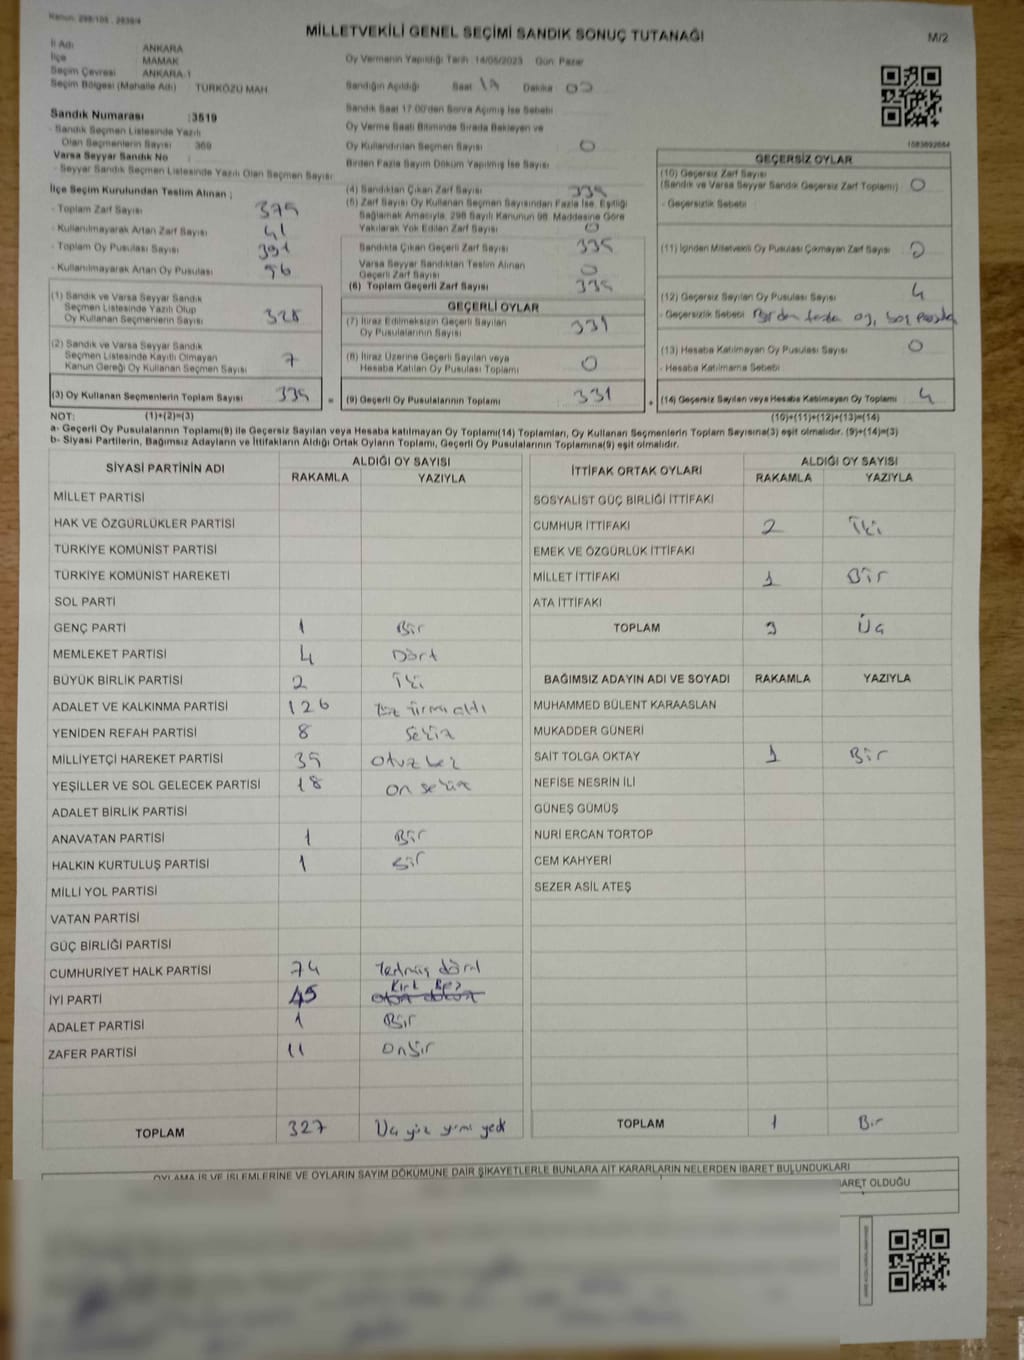 Kanun: 298/105 , 2839/4
MİLLETVEKİLİ GENEL SEÇİMİ SANDIK SONUÇ TUTANAĞI
M/2
İl Adı ANKARA
İlçe MAMAK
Seçim Çevresi ANKARA-1
Seçim Bölgesi (Mahalle Adı) TÜRKÖZÜ MAH.
Oy Vermenin Yapıldığı Tarih: 14/05/2023 Gün: Pazar
Sandığın Açıldığı Saat Dakika
Sandık Saat 17:00'den Sonra Açılmış İse Sebebi
Oy Verme Saati Bitiminde Sırada Bekleyen ve
Oy Kullandırılan Seçmen Sayısı 0
Birden Fazla Sayım Döküm Yapılmış İse Sayısı
Sandık Numarası :3519
- Sandık Seçmen Listesinde Yazılı
Olan Seçmenlerin Sayısı 369
Varsa Seyyar Sandık No
- Seyyar Sandık Seçmen Listesinde Yazılı Olan Seçmen Sayısı
İlçe Seçim Kurulundan Teslim Alınan ;
- Toplam Zarf Sayısı 375
- Kullanılmayarak Artan Zarf Sayısı 41
- Toplam Oy Pusulası Sayısı 391
- Kullanılmayarak Artan Oy Pusulası 56
(1) Sandık ve Varsa Seyyar Sandık
Seçmen Listesinde Yazılı Olup
Oy Kullanan Seçmenlerin Sayısı 328
(2) Sandık ve Varsa Seyyar Sandık
Seçmen Listesinde Kayıtlı Olmayan
Kanun Gereği Oy Kullanan Seçmen Sayısı 7
(3) Oy Kullanan Seçmenlerin Toplam Sayısı 335 =
(4) Sandıktan Çıkan Zarf Sayısı 335
(5) Zarf Sayısı Oy Kullanan Seçmen Sayısından Fazla İse, Eşitliği
Sağlamak Amacıyla, 298 Sayılı Kanunun 98. Maddesine Göre
Yakılarak Yok Edilen Zarf Sayısı 0
Sandıkta Çıkan Geçerli Zarf Sayısı 335
Varsa Seyyar Sandıktan Teslim Alınan
Geçerli Zarf Sayısı 0
(6) Toplam Geçerli Zarf Sayısı 335
GEÇERLİ OYLAR
(7) İtiraz Edilmeksizin Geçerli Sayılan
Oy Pusulalarının Sayısı 331
(8) İtiraz Üzerine Geçerli Sayılan veya
Hesaba Katılan Oy Pusulası Toplamı 0
(9) Geçerli Oy Pusulalarının Toplamı 331 +
1583692684
GEÇERSİZ OYLAR
(10) Geçersiz Zarf Sayısı
(Sandık ve Varsa Seyyar Sandık Geçersiz Zarf Toplamı) 0
- Geçersizlik Sebebi
(11) İçinden Milletvekili Oy Pusulası Çıkmayan Zarf Sayısı 0
(12) Geçersiz Sayılan Oy Pusulası Sayısı 4
- Geçersizlik Sebebi Birden fazla oy, boş pusula
(13) Hesaba Katılmayan Oy Pusulası Sayısı 0
- Hesaba Katılmama Sebebi
(14) Geçersiz Sayılan veya Hesaba Katılmayan Oy Toplamı 4
NOT: (1)+(2)=(3) (10)+(11)+(12)+(13)=(14)
a- Geçerli Oy Pusulalarının Toplamı(9) ile Geçersiz Sayılan veya Hesaba katılmayan Oy Toplamı(14) Toplamları, Oy Kullanan Seçmenlerin Toplam Sayısına(3) eşit olmalıdır. (9)+(14)=(3)
b- Siyasi Partilerin, Bağımsız Adayların ve İttifakların Aldığı Ortak Oyların Toplamı, Geçerli Oy Pusulalarının Toplamına(9) eşit olmalıdır.
SİYASİ PARTİNİN ADI ALDIĞI OY SAYISI
RAKAMLA YAZIYLA
MİLLET PARTİSİ
HAK VE ÖZGÜRLÜKLER PARTİSİ
TÜRKİYE KOMÜNİST PARTİSİ
TÜRKİYE KOMÜNİST HAREKETİ
SOL PARTİ
GENÇ PARTİ 1 Bir
MEMLEKET PARTİSİ 4 Dört
BÜYÜK BİRLİK PARTİSİ 2 İki
ADALET VE KALKINMA PARTİSİ 126 Yüz yirmi altı
YENİDEN REFAH PARTİSİ 8 Sekiz
MİLLİYETÇİ HAREKET PARTİSİ 35 Otuz beş
YEŞİLLER VE SOL GELECEK PARTİSİ 18 on sekiz
ADALET BİRLİK PARTİSİ
ANAVATAN PARTİSİ 1 Bir
HALKIN KURTULUŞ PARTİSİ 1 Bir
MİLLİ YOL PARTİSİ
VATAN PARTİSİ
GÜÇ BİRLİĞİ PARTİSİ
CUMHURİYET HALK PARTİSİ 74 Yetmiş dört
İYİ PARTİ 45 Kırk Beş
ADALET PARTİSİ 1 Bir
ZAFER PARTİSİ 11 Onbir
TOPLAM 327 Üç yüz yirmi yedi
İTTİFAK ORTAK OYLARI ALDIĞI OY SAYISI
RAKAMLA YAZIYLA
SOSYALİST GÜÇ BİRLİĞİ İTTİFAKI
CUMHUR İTTİFAKI 2 İki
EMEK VE ÖZGÜRLÜK İTTİFAKI
MİLLET İTTİFAKI 1 Bir
ATA İTTİFAKI
TOPLAM 3 Üç
BAĞIMSIZ ADAYIN ADI VE SOYADI RAKAMLA YAZIYLA
MUHAMMED BÜLENT KARAASLAN
MUKADDER GÜNERİ
SAİT TOLGA OKTAY 1 Bir
NEFİSE NESRİN İLİ
GÜNEŞ GÜMÜŞ
NURİ ERCAN TORTOP
CEM KAHYERİ
SEZER ASİL ATEŞ
TOPLAM 1 Bir
OYLAMA İŞ VE İŞLEMLERİNE VE OYLARIN SAYIM DÖKÜMÜNE DAİR ŞİKAYETLERLE BUNLARA AİT KARARLARIN NELERDEN İBARET BULUNDUKLARI
BARET OLDUĞU